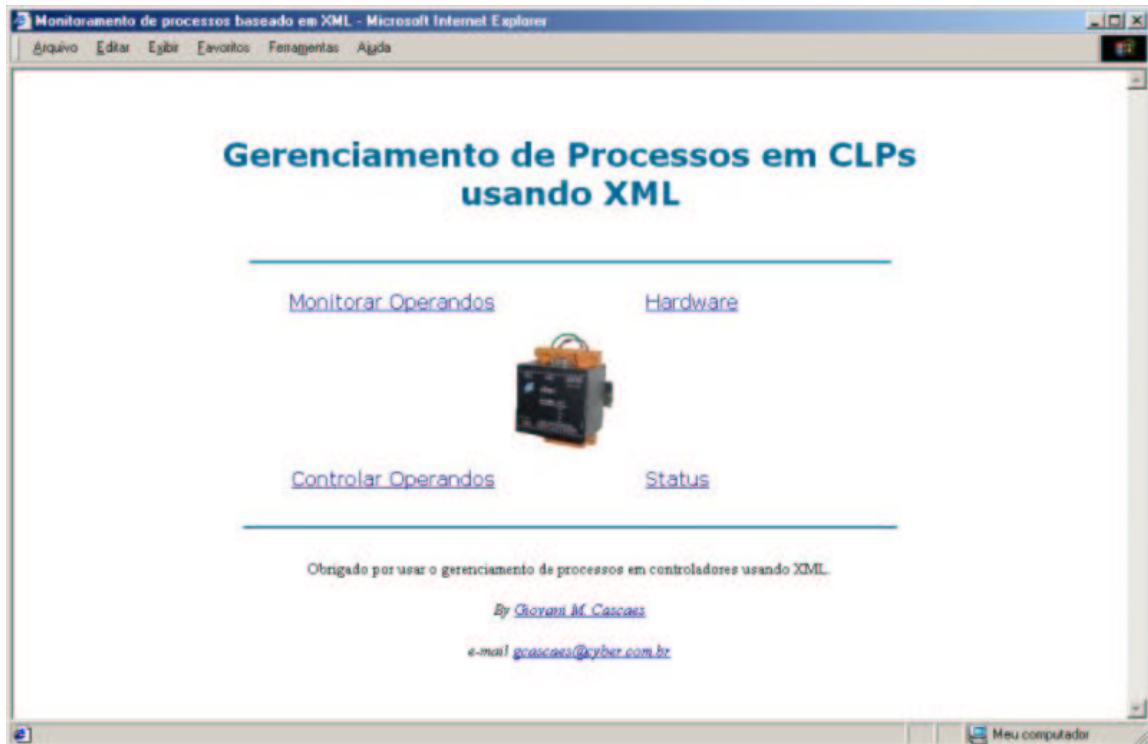 Monitoramento de processos baseado em XML - Microsoft Internet Explorer
Arquivo Editar Exibir Favoritos Ferramentas Ajuda
Gerenciamento de Processos em CLPs
usando XML
Monitorar Operandos Hardware
Controlar Operandos Status
Obrigado por usar o gerenciamento de processos em controladores usando XML.
By Giovani M. Cascaes
e-mail gcascaes@cyber.com.br
Meu computador